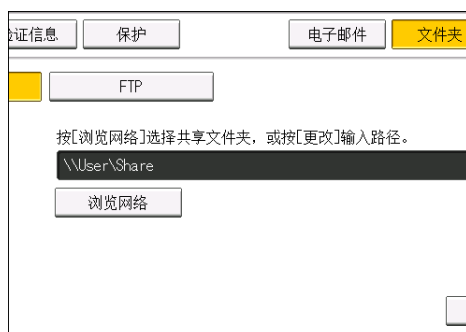 验证信息 保护 电子邮件 文件夹
FTP
按[浏览网络]选择共享文件夹，或按[更改]输入路径。
\\User\Share
浏览网络